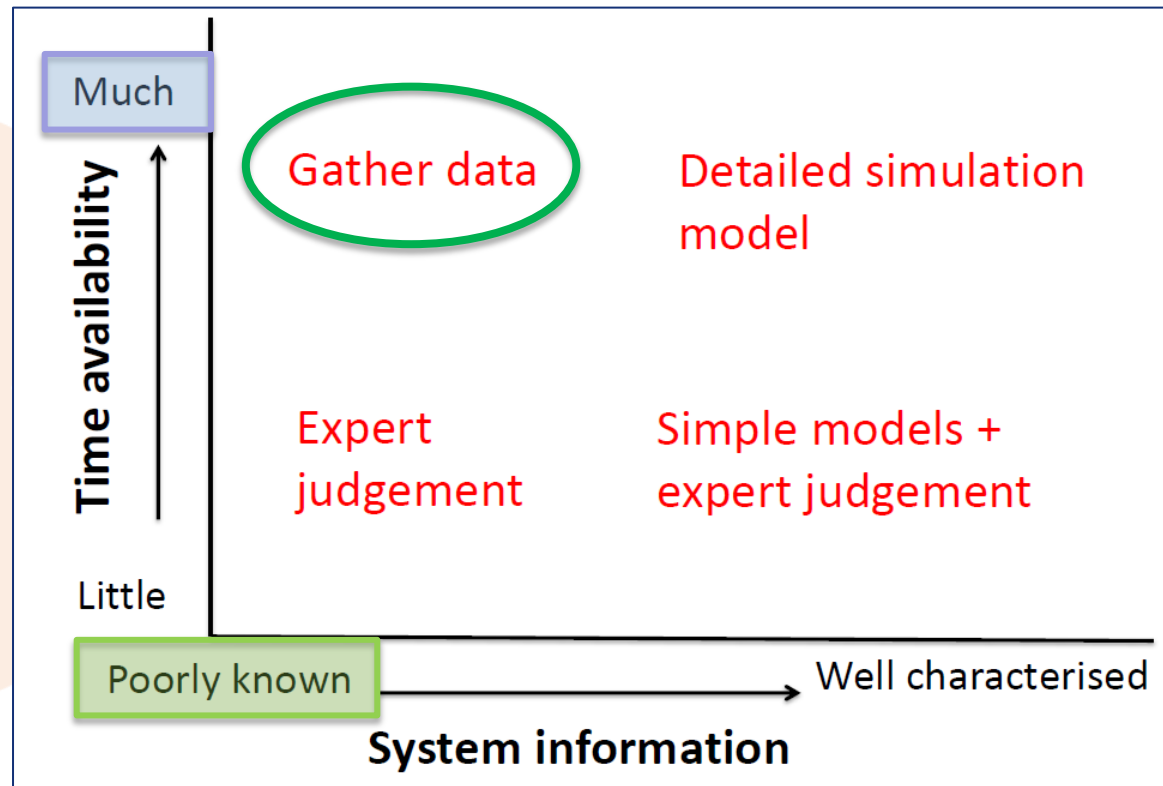 Much
Gather data
Detailed simulation
model
Time availability
Expert
judgement
Simple models +
expert judgement
Little
Poorly known
Well characterised
System information